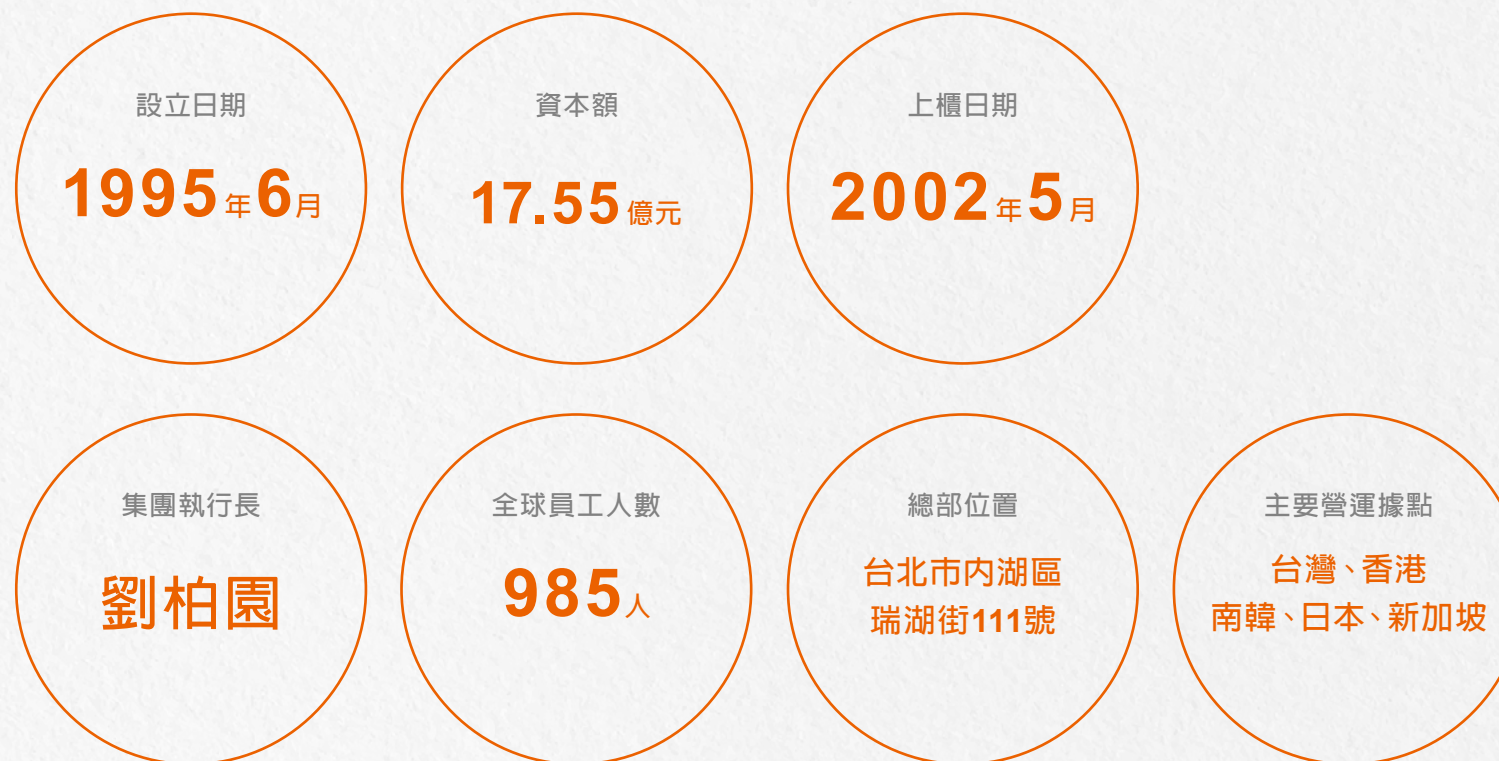 設立日期
1995年6月
資本額
17.55億元
上櫃日期
2002年5月
集團執行長
劉柏園
全球員工人數
985人
總部位置
台北市内湖區
瑞湖街111號
主要營運據點
台灣、香港
南韓、日本、新加坡